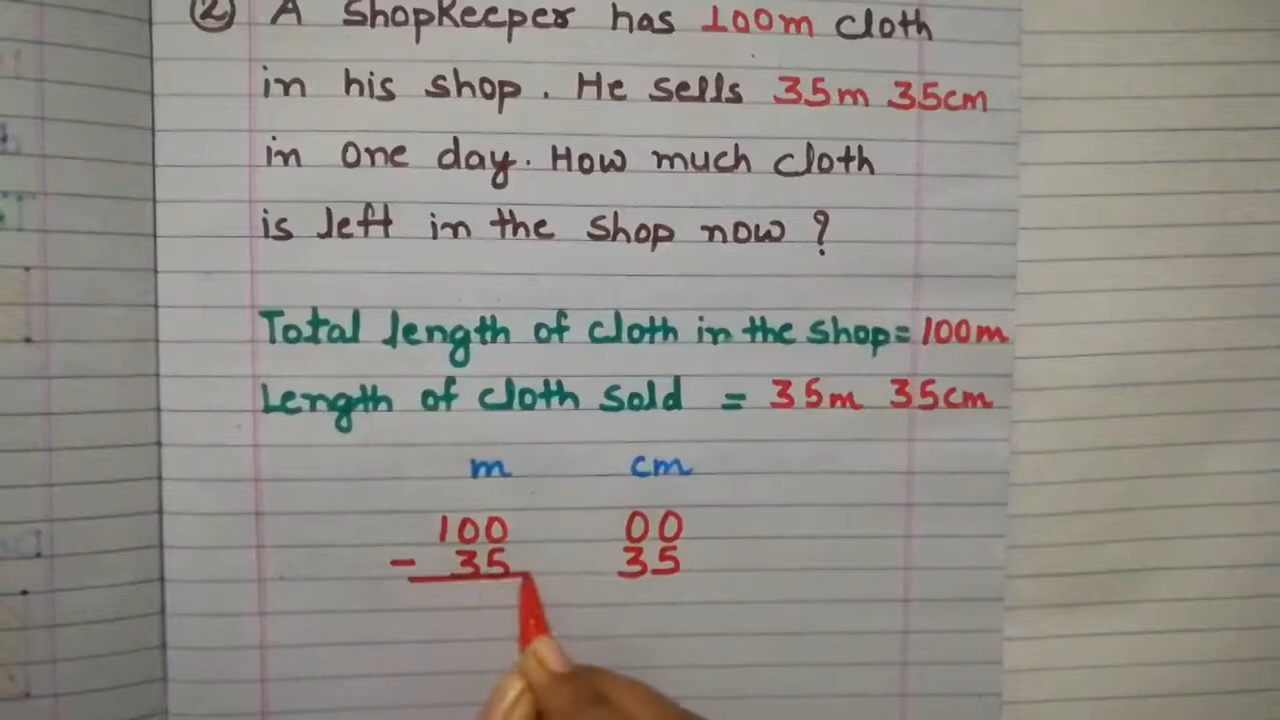 ② A Shopkeeper has 100m cloth
in his shop. He sells 35m 35cm
in one day. How much cloth
is left in the shop now?
Total length of cloth in the shop= 100m
Length of cloth sold = 35m 35cm
m cm
100 00
- 35 35